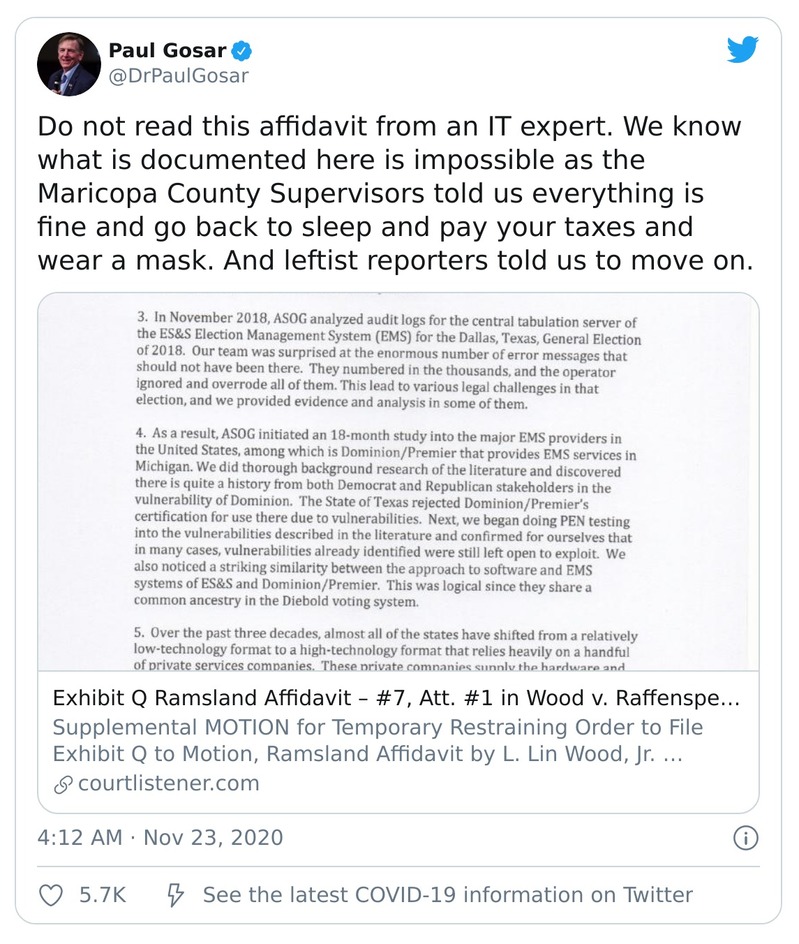 Paul Gosar
@DrPaulGosar
Do not read this affidavit from an IT expert. We know
what is documented here is impossible as the
Maricopa County Supervisors told us everything is
fine and go back to sleep and pay your taxes and
wear a mask. And leftist reporters told us to move on.
3. In November 2018, ASOG analyzed audit logs for the central tabulation server of
the ES&S Election Management System (EMS) for the Dallas, Texas, General Election
of 2018. Our team was surprised at the enormous number of error messages that
should not have been there. They numbered in the thousands, and the operator
ignored and overrode all of them. This lead to various legal challenges in that
election, and we provided evidence and analysis in some of them.
4. As a result, ASOG initiated an 18-month study into the major EMS providers in
the United States, among which is Dominion/Premier that provides EMS services in
Michigan. We did thorough background research of the literature and discovered
there is quite a history from both Democrat and Republican stakeholders in the
vulnerability of Dominion. The State of Texas rejected Dominion/Premier's
certification for use there due to vulnerabilities. Next, we began doing PEN testing
into the vulnerabilities described in the literature and confirmed for ourselves that
in many cases, vulnerabilities already identified were still left open to exploit. We
also noticed a striking similarity between the approach to software and EMS
systems of ES&S and Dominion/Premier. This was logical since they share a
common ancestry in the Diebold voting system.
5. Over the past three decades, almost all of the states have shifted from a relatively
low-technology format to a high-technology format that relies heavily on a handful
of private services companies. These private companies supply the hardware and
Exhibit Q Ramsland Affidavit – #7, Att. #1 in Wood v. Raffenspe...
Supplemental MOTION for Temporary Restraining Order to File
Exhibit Q to Motion, Ramsland Affidavit by L. Lin Wood, Jr. ...
courtlistener.com
4:12 AM · Nov 23, 2020
5.7K See the latest COVID-19 information on Twitter